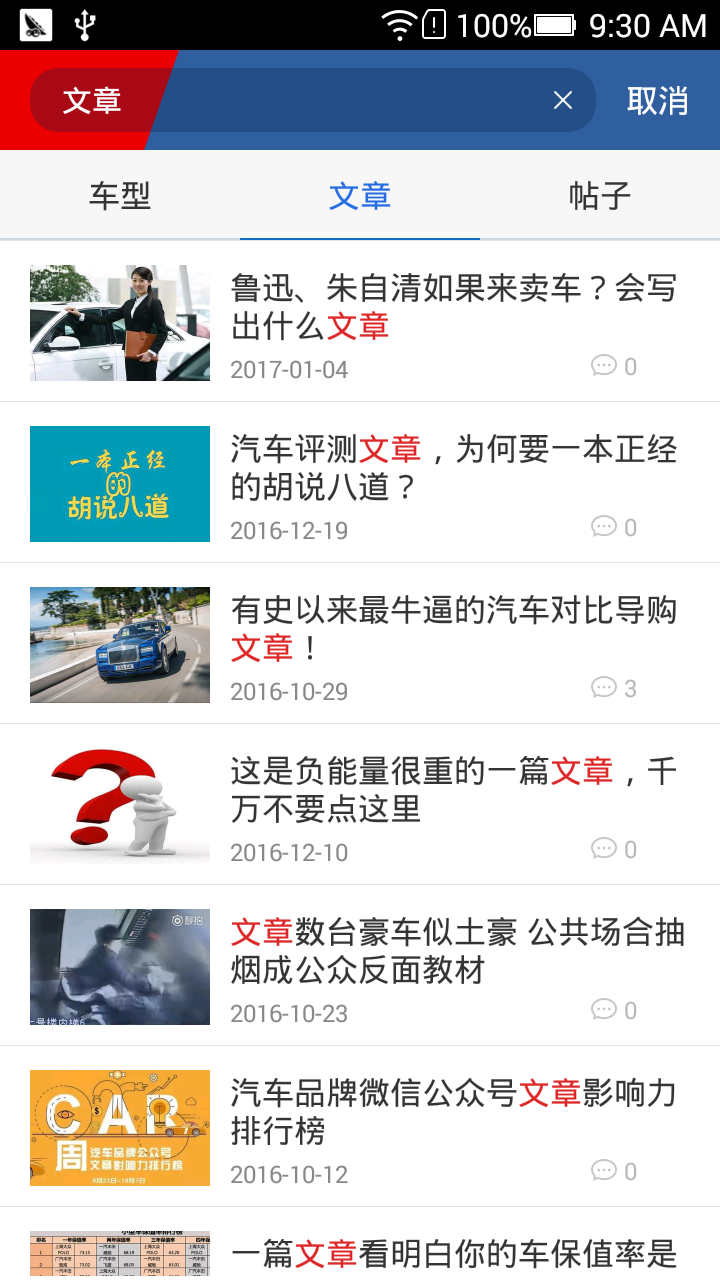 100% 9:30 AM
文章 取消
车型 文章 帖子
鲁迅、朱自清如果来卖车？会写
出什么文章
2017-01-04 0
一本正经
的
胡说八道
汽车评测文章，为何要一本正经
的胡说八道？
2016-12-19 0
有史以来最牛逼的汽车对比导购
文章！
2016-10-29 3
这是负能量很重的一篇文章，千
万不要点这里
2016-12-10 0
秒拍
文章数台豪车似土豪 公共场合抽
烟成公众反面教材
2016-10-23 0
CAR
周 汽车品牌公众号
文章影响力排行榜
汽车品牌微信公众号文章影响力
排行榜
2016-10-12 0
一篇文章看明白你的车保值率是